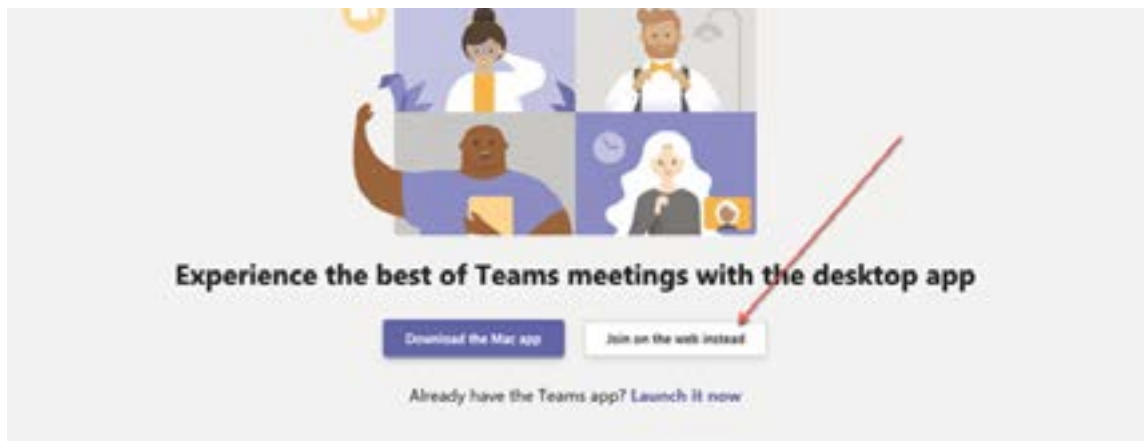 Experience the best of Teams meetings with the desktop app
Download the Mac app
Join on the web instead
Already have the Teams app? Launch it now